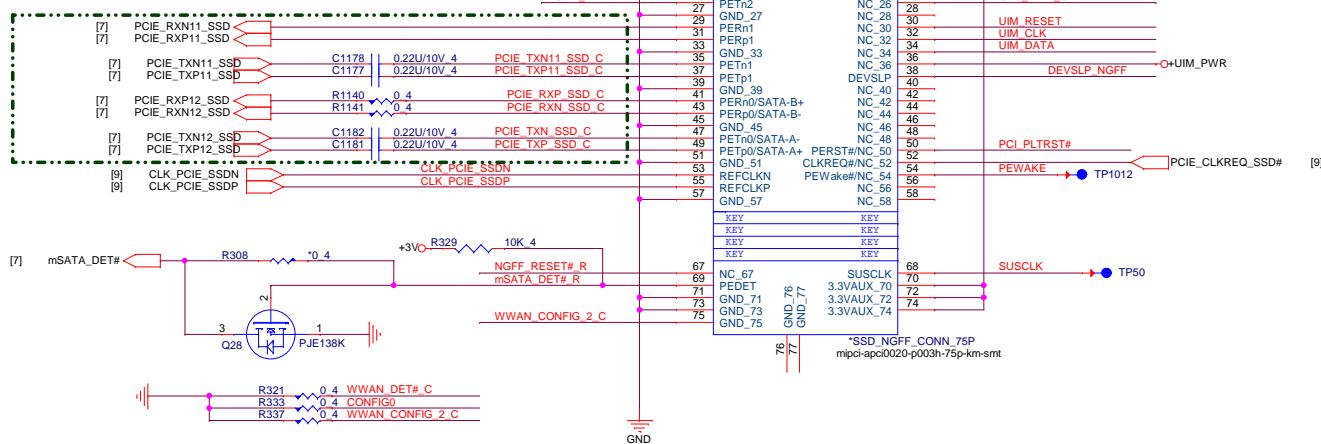 PETn2 NC_26
27 GND_27 NC_28 28
[7] PCIE_RXN11_SSD 29 PERn1 NC_30 30 UIM_RESET
[7] PCIE_RXP11_SSD 31 PERp1 NC_32 32 UIM_CLK
33 GND_33 NC_34 34 UIM_DATA
[7] PCIE_TXN11_SSD C1178 0.22U/10V_4 PCIE_TXN11_SSD_C 35 PETn1 NC_36 36 +UIM_PWR
[7] PCIE_TXP11_SSD C1177 0.22U/10V_4 PCIE_TXP11_SSD_C 37 PETp1 DEVSLP 38 DEVSLP_NGFF
39 GND_39 NC_40 40
[7] PCIE_RXP12_SSD R1140 0_4 PCIE_RXP_SSD_C 41 PERn0/SATA-B+ NC_42 42
[7] PCIE_RXN12_SSD R1141 0_4 PCIE_RXN_SSD_C 43 PERp0/SATA-B- NC_44 44
45 GND_45 NC_46 46
[7] PCIE_TXN12_SSD C1182 0.22U/10V_4 PCIE_TXN_SSD_C 47 PETn0/SATA-A- NC_48 48
[7] PCIE_TXP12_SSD C1181 0.22U/10V_4 PCIE_TXP_SSD_C 49 PETp0/SATA-A+ PERST#/NC_50 50 PCI_PLTRST#
51 GND_51 CLKREQ#/NC_52 52 PCIE_CLKREQ_SSD# [9]
[9] CLK_PCIE_SSDN CLK_PCIE_SSDN 53 REFCLKN PEWake#/NC_54 54 PEWAKE TP1012
[9] CLK_PCIE_SSDP CLK_PCIE_SSDP 55 REFCLKP NC_56 56
57 GND_57 NC_58 58
KEY KEY
KEY KEY
KEY KEY
KEY KEY
+3V R329 10K_4
[7] mSATA_DET# R308 *0_4
NGFF_RESET#_R 67 NC_67 SUSCLK 68 SUSCLK TP50
mSATA_DET#_R 69 PEDET 3.3VAUX_70 70
71 GND_71 3.3VAUX_72 72
73 GND_73 3.3VAUX_74 74
WWAN_CONFIG_2_C 75 GND_75
GND_76
GND_77
76
77
2
3
1
Q28 PJE138K
*SSD_NGFF_CONN_75P
mipci-apci0020-p003h-75p-km-smt
R321 0_4 WWAN_DET#_C
R333 0_4 CONFIG0
R337 0_4 WWAN_CONFIG_2_C
GND